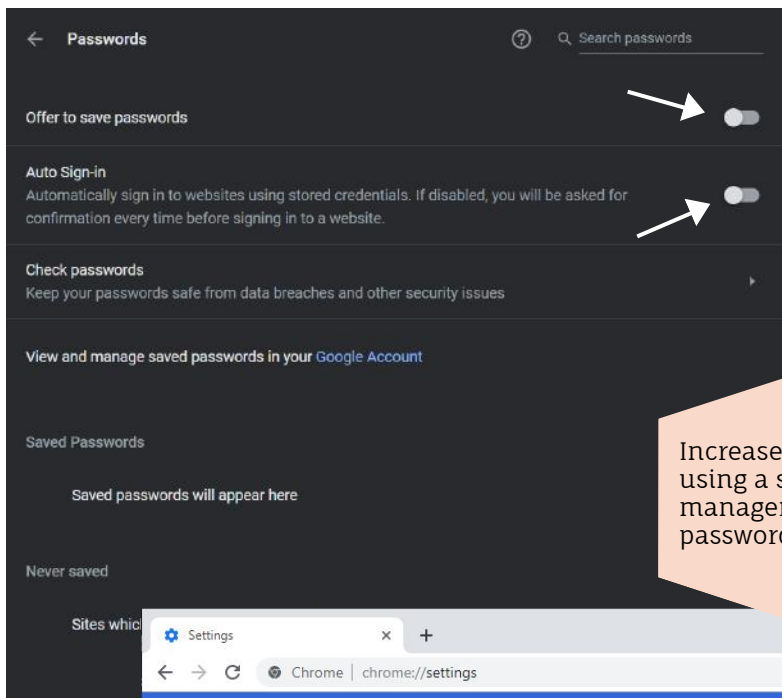 Passwords
Search passwords
Offer to save passwords
Auto Sign-in
Automatically sign in to websites using stored credentials. If disabled, you will be asked for
confirmation every time before signing in to a website.
Check passwords
Keep your passwords safe from data breaches and other security issues
View and manage saved passwords in your Google Account
Saved Passwords
Saved passwords will appear here
Increase
using a
Never saved
Sites
Settings
Chrome | chrome://settings